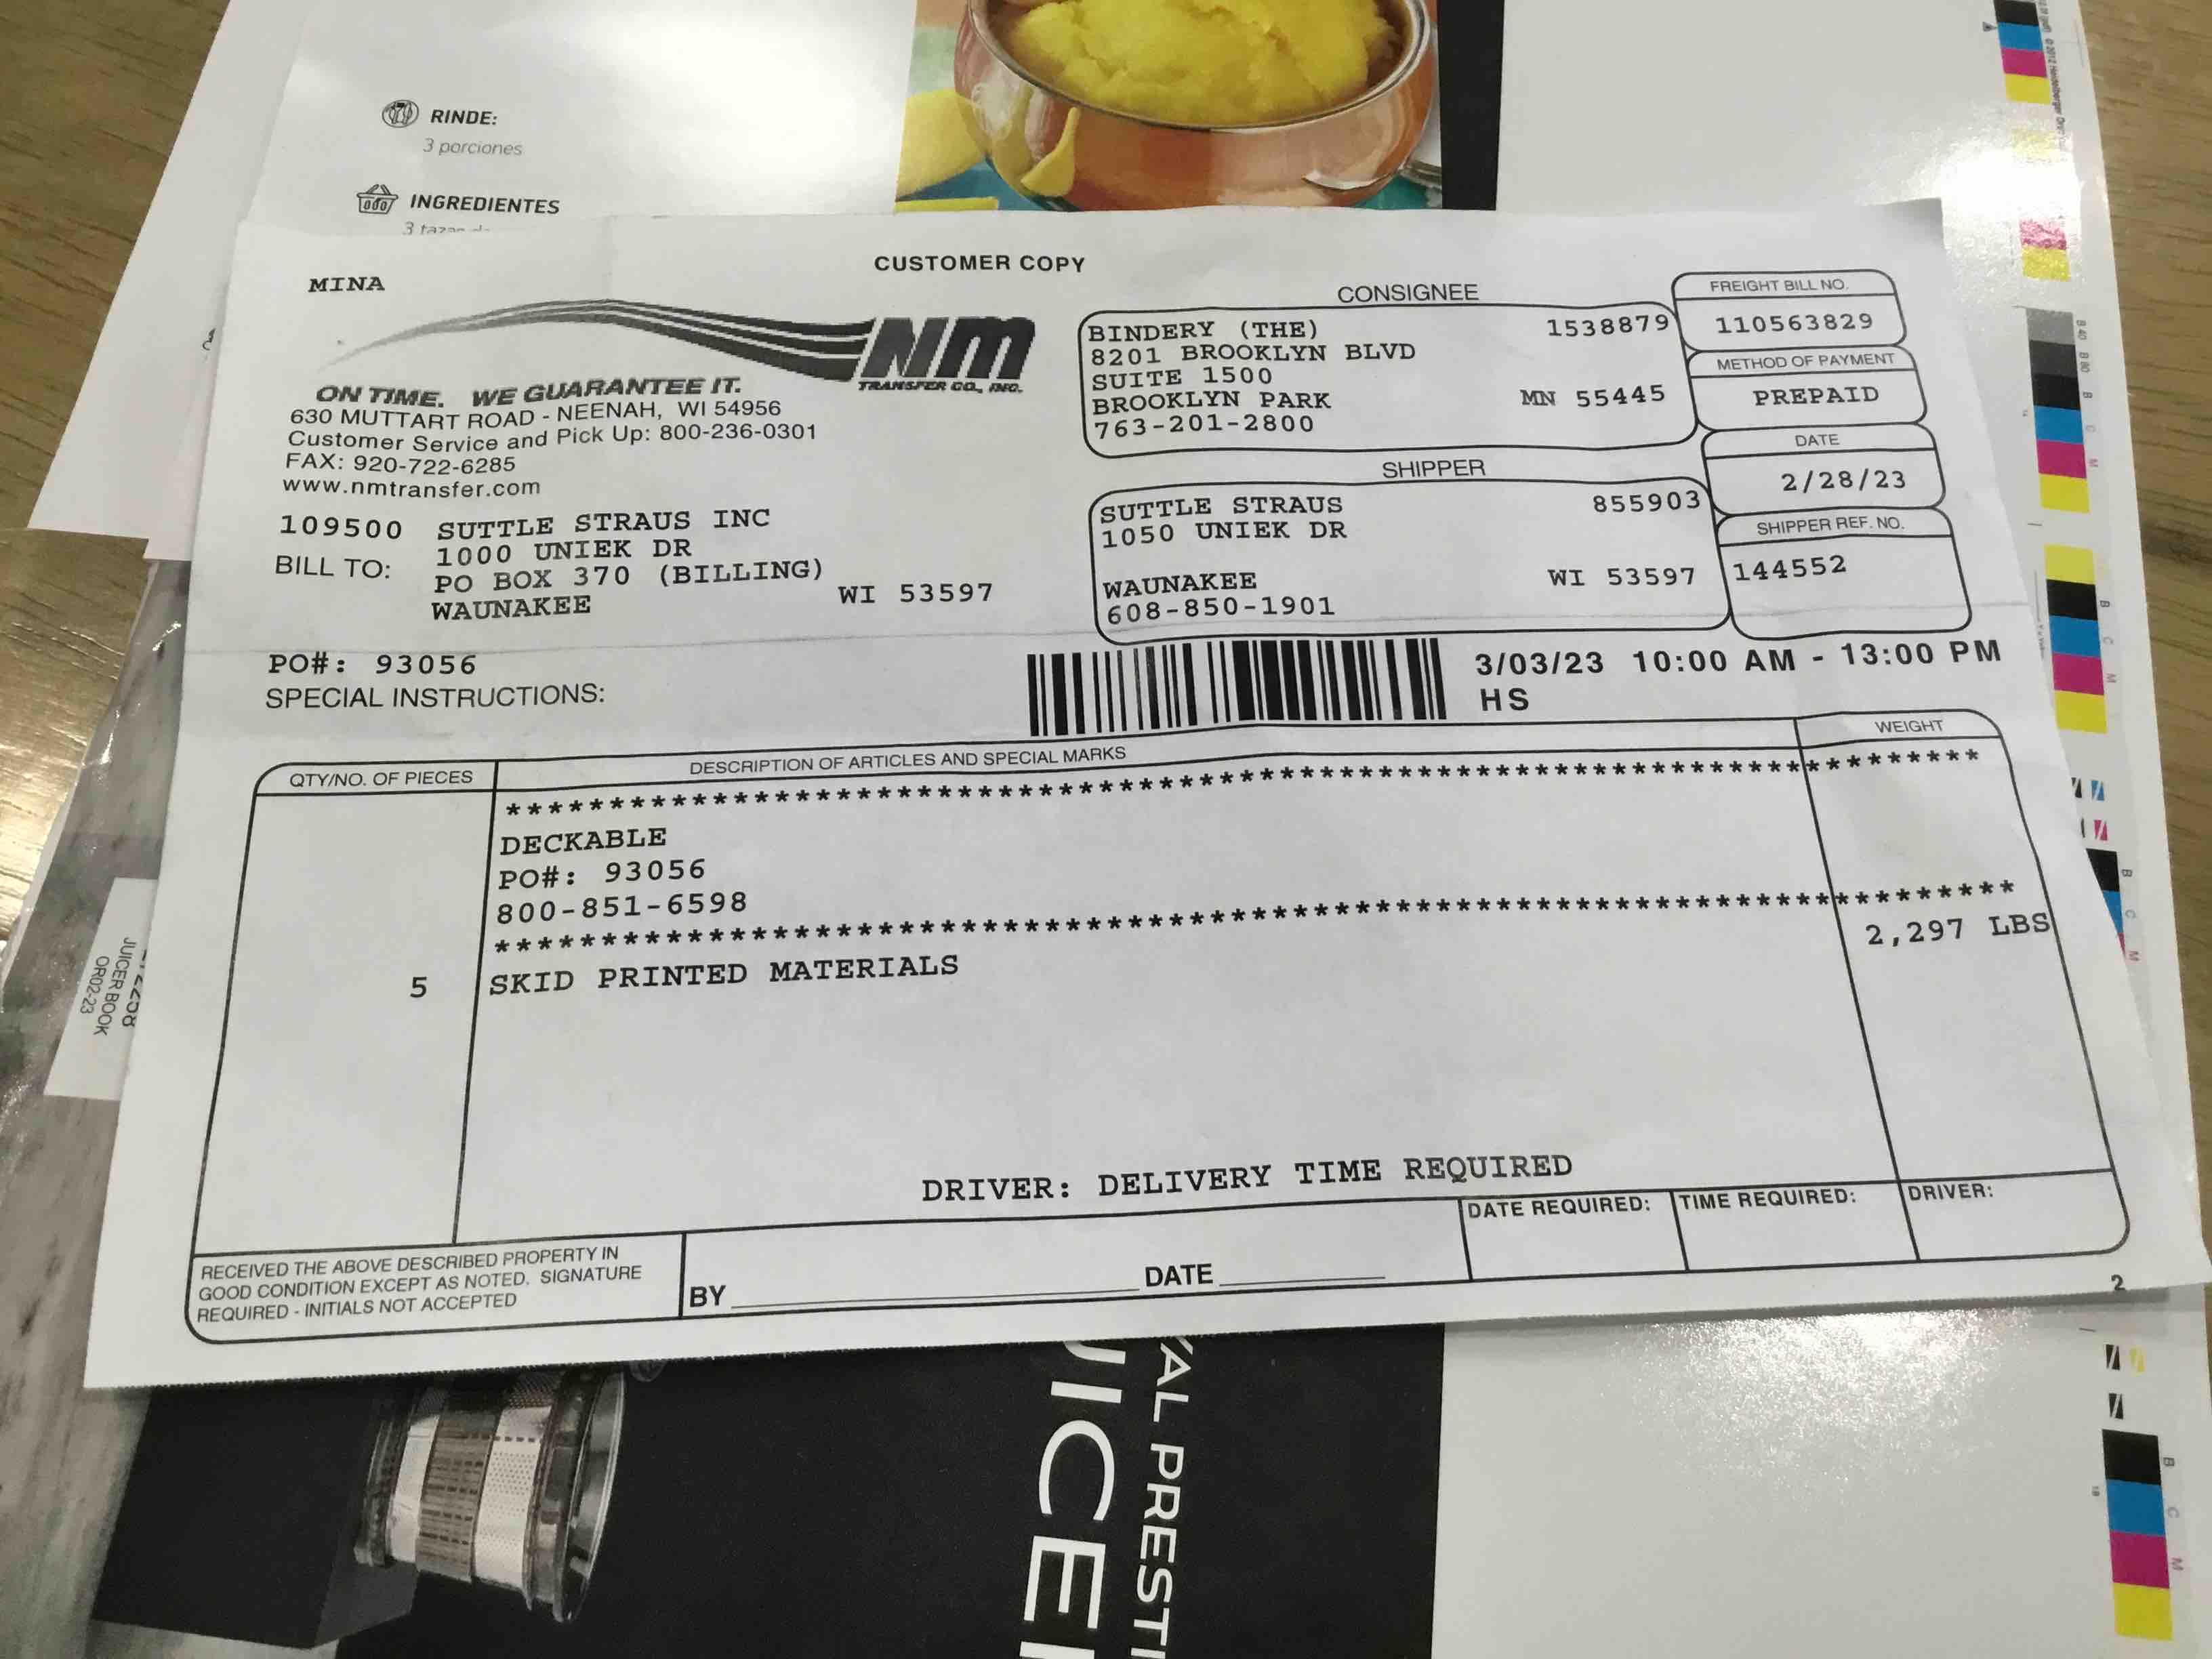 RINDE:
3 porciones
INGREDIENTES
CUSTOMER COPY
MINA
NM
TRANSFER CO., INC.
ON TIME. WE GUARANTEE IT.
630 MUTTART ROAD - NEENAH, WI 54956
Customer Service and Pick Up: 800-236-0301
FAX: 920-722-6285
www.nmtransfer.com
109500 SUTTLE STRAUS INC
BILL TO: 1000 UNIEK DR
PO BOX 370 (BILLING)
WAUNAKEE WI 53597
CONSIGNEE
BINDERY (THE) 1538879
8201 BROOKLYN BLVD
SUITE 1500
BROOKLYN PARK MN 55445
763-201-2800
SHIPPER
SUTTLE STRAUS 855903
1050 UNIEK DR
WAUNAKEE WI 53597
608-850-1901
FREIGHT BILL NO.
110563829
METHOD OF PAYMENT
PREPAID
DATE
2/28/23
SHIPPER REF. NO.
144552
PO#: 93056
SPECIAL INSTRUCTIONS:
3/03/23 10:00 AM - 13:00 PM
HS
QTY/NO. OF PIECES DESCRIPTION OF ARTICLES AND SPECIAL MARKS WEIGHT
DECKABLE
PO#: 93056
800-851-6598
5 SKID PRINTED MATERIALS 2,297 LBS
DRIVER: DELIVERY TIME REQUIRED
RECEIVED THE ABOVE DESCRIBED PROPERTY IN
GOOD CONDITION EXCEPT AS NOTED. SIGNATURE
REQUIRED - INITIALS NOT ACCEPTED
BY DATE
DATE REQUIRED: TIME REQUIRED: DRIVER:
2
JUICER BOOK
OR02-23